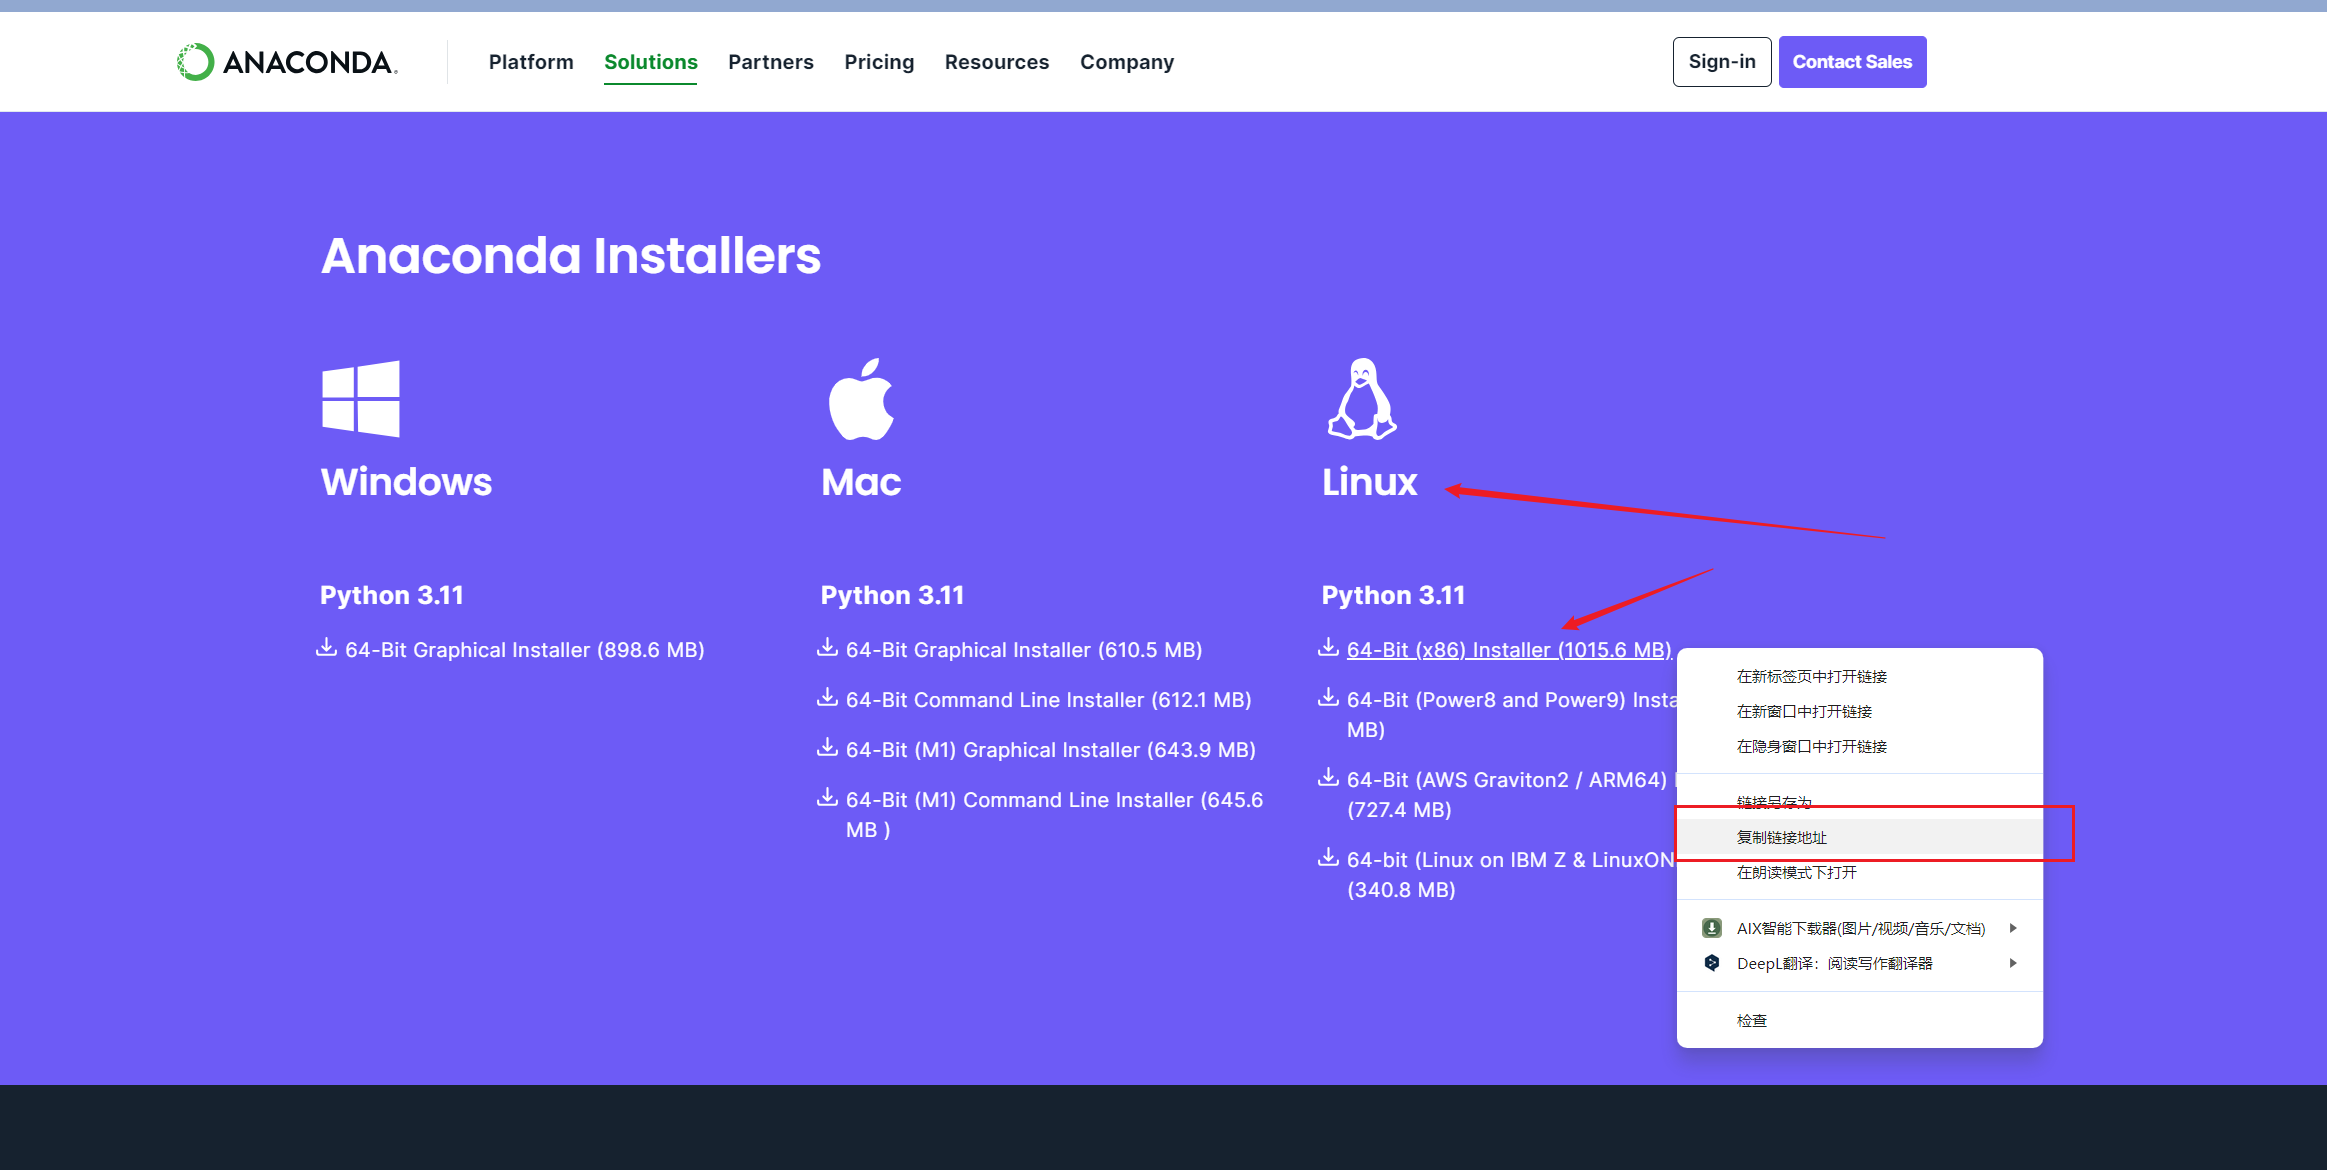 ANACONDA
Platform
Solutions
Partners
Pricing
Resources
Company
Sign-in
Contact Sales
Anaconda Installers
Windows
Python 3.11
64-Bit Graphical Installer (898.6 MB)
Mac
Python 3.11
64-Bit Graphical Installer (610.5 MB)
64-Bit Command Line Installer (612.1 MB)
64-Bit (M1) Graphical Installer (643.9 MB)
64-Bit (M1) Command Line Installer (645.6
MB )
Linux
Python 3.11
64-Bit (x86) Installer (1015.6 MB)
64-Bit (Power8 and Power9) Insta
MB)
64-Bit (AWS Graviton2 / ARM64)
(727.4 MB)
64-bit (Linux on IBM Z & LinuxON
(340.8 MB)
在新标签页中打开链接
在新窗口中打开链接
在隐身窗口中打开链接
链接另存为
复制链接地址
在朗读模式下打开
AIX智能下载器(图片/视频/音乐/文档)
DeepL翻译：阅读写作翻译器
检查